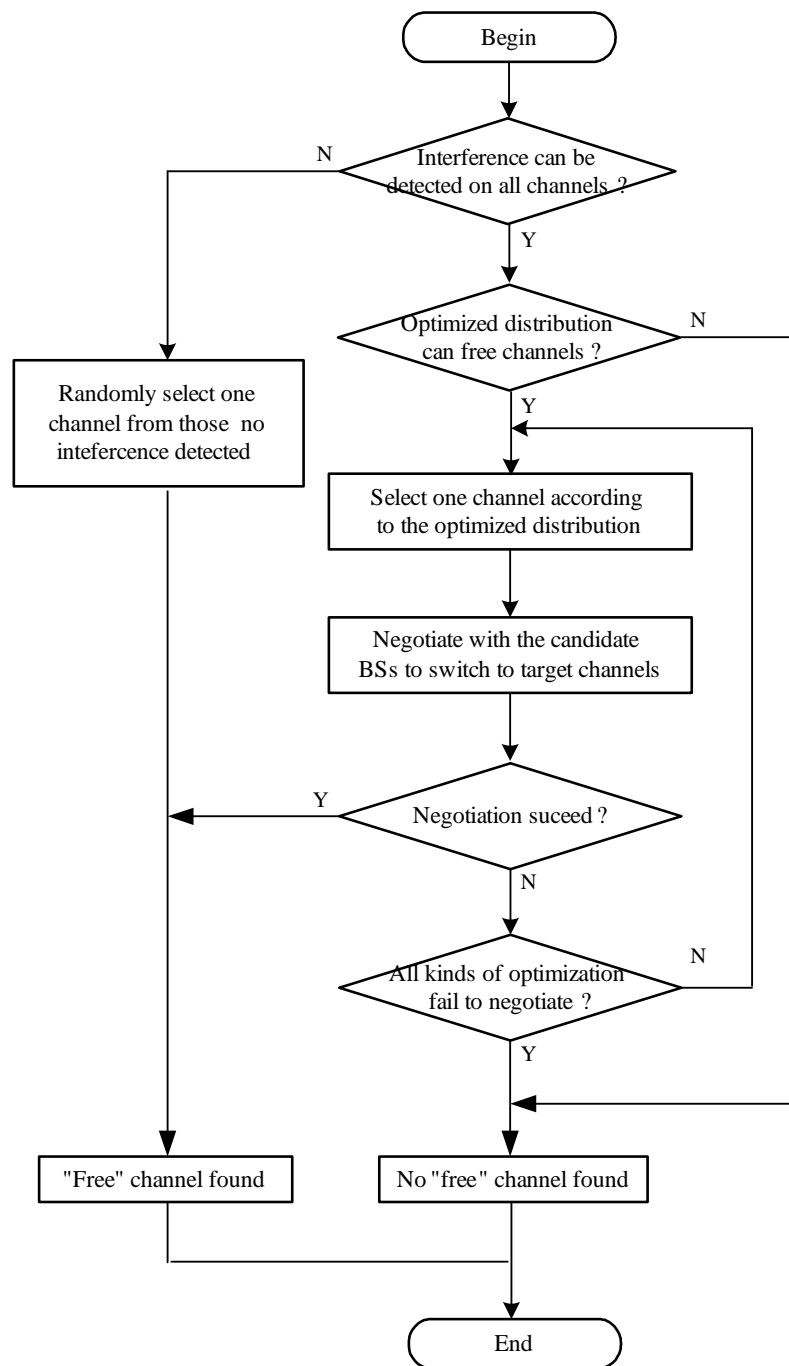 Begin
N
Interference can be
detected on all channels ?
Y
Optimized distribution
can free channels ?
N
Y
Randomly select one
channel from those no
intefercence detected
Select one channel according
to the optimized distribution
Negotiate with the candidate
BSs to switch to target channels
Y
Negotiation suceed ?
N
All kinds of optimization
fail to negotiate ?
N
Y
"Free" channel found
No "free" channel found
End